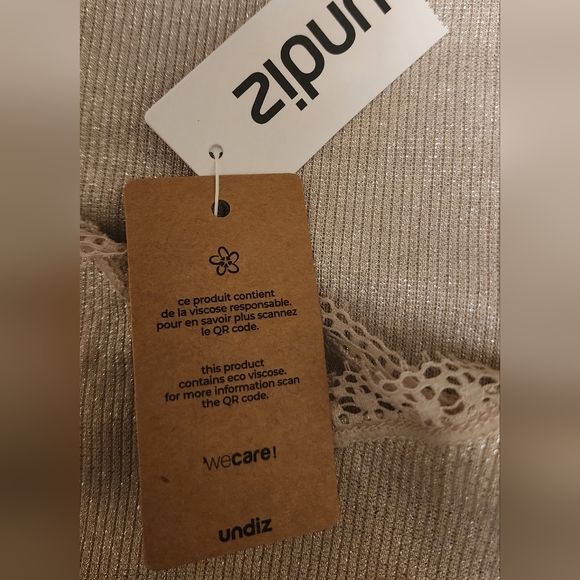 undiz
ce produit contient
de la viscose responsable.
pour en savoir plus scannez
le QR code.
this product
contains eco viscose.
for more information scan
the QR code.
wecare!
undiz